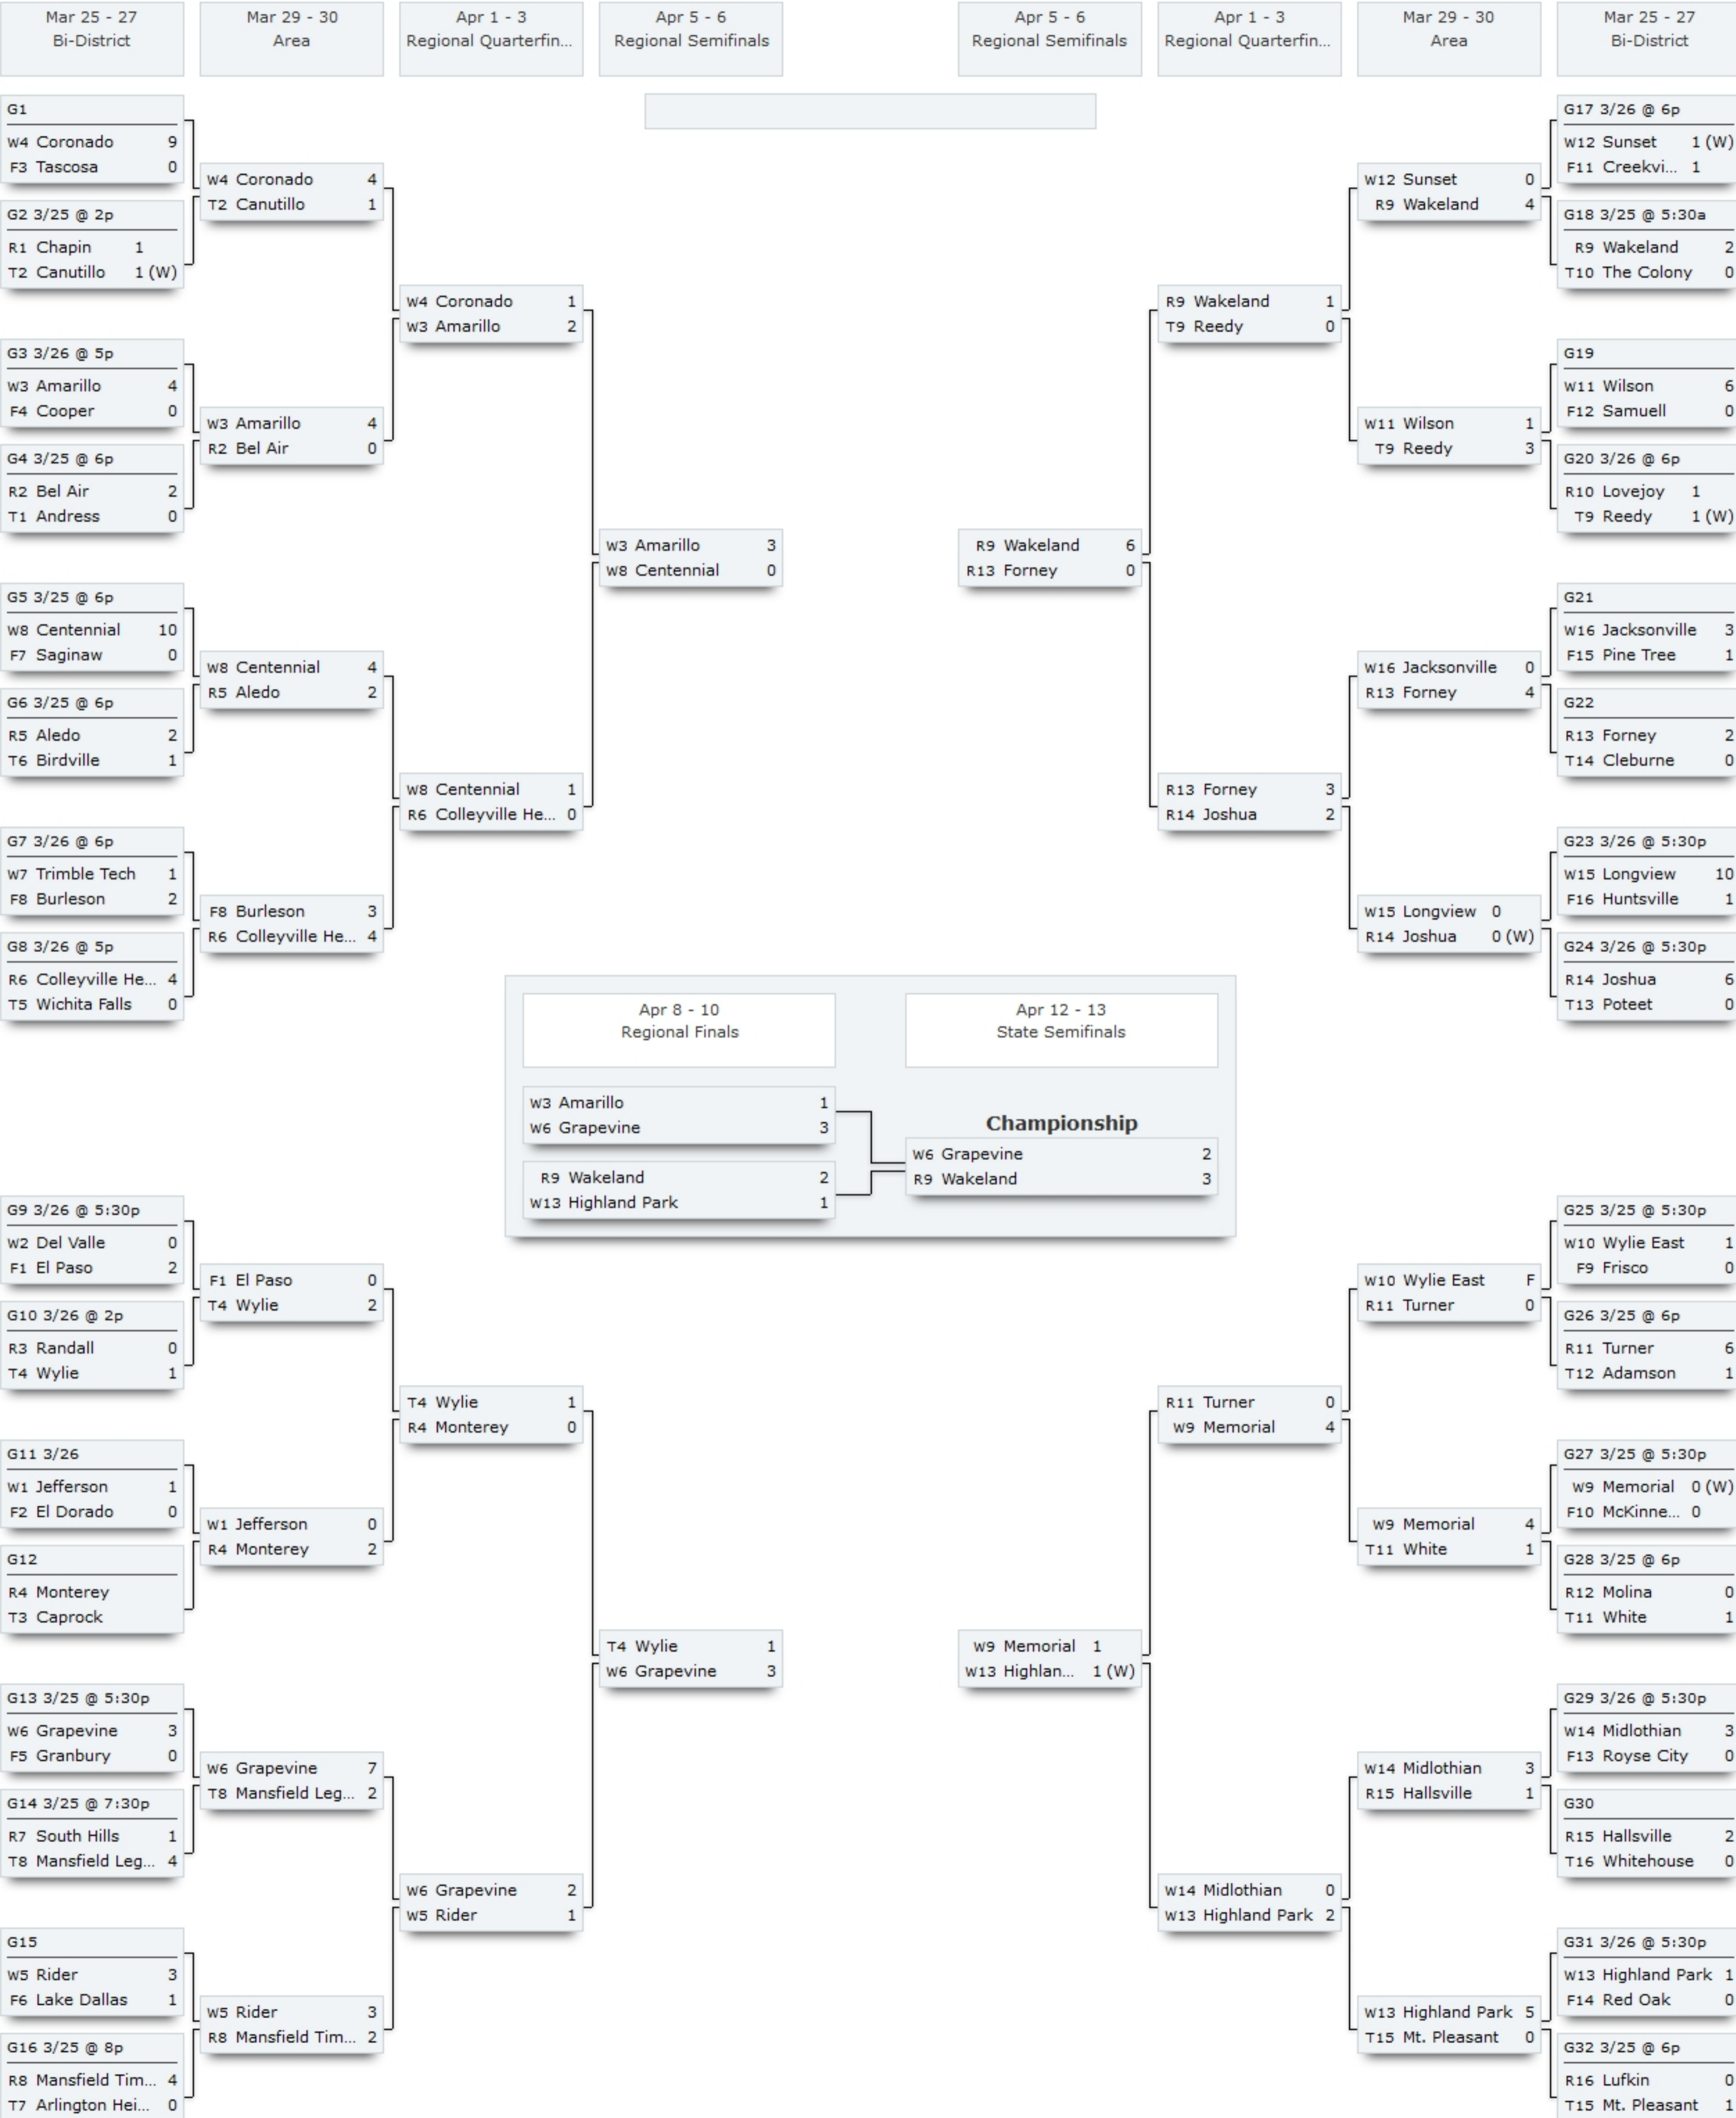 Mar 25 - 27
Bi-District
Mar 29 - 30
Area
Apr 1 - 3
Regional Quarterfin...
Apr 5 - 6
Regional Semifinals
Apr 5 - 6
Regional Semifinals
Apr 1 - 3
Regional Quarterfin...
Mar 29 - 30
Area
Mar 25 - 27
Bi-District
G1
W4 Coronado 9
F3 Tascosa 0
G2 3/25 @ 2p
R1 Chapin 1
T2 Canutillo 1 (W)
G3 3/26 @ 5p
W3 Amarillo 4
F4 Cooper 0
G4 3/25 @ 6p
R2 Bel Air 2
T1 Andress 0
G5 3/25 @ 6p
W8 Centennial 10
F7 Saginaw 0
G6 3/25 @ 6p
R5 Aledo 2
T6 Birdville 1
G7 3/26 @ 6p
W7 Trimble Tech 1
F8 Burleson 2
G8 3/26 @ 5p
R6 Colleyville He... 4
T5 Wichita Falls 0
W4 Coronado 4
T2 Canutillo 1
W3 Amarillo 4
R2 Bel Air 0
W8 Centennial 4
R5 Aledo 2
F8 Burleson 3
R6 Colleyville He... 4
W4 Coronado 1
W3 Amarillo 2
W8 Centennial 1
R6 Colleyville He... 0
W3 Amarillo 3
W8 Centennial 0
R9 Wakeland 6
R13 Forney 0
R9 Wakeland 1
T9 Reedy 0
R13 Forney 3
R14 Joshua 2
W12 Sunset 0
R9 Wakeland 4
W11 Wilson 1
T9 Reedy 3
W16 Jacksonville 0
R13 Forney 4
W15 Longview 0
R14 Joshua 0 (W)
G17 3/26 @ 6p
W12 Sunset 1 (W)
F11 Creekvi... 1
G18 3/25 @ 5:30a
R9 Wakeland 2
T10 The Colony 0
G19
W11 Wilson 6
F12 Samuell 0
G20 3/26 @ 6p
R10 Lovejoy 1
T9 Reedy 1 (W)
G21
W16 Jacksonville 3
F15 Pine Tree 1
G22
R13 Forney 2
T14 Cleburne 0
G23 3/26 @ 5:30p
W15 Longview 10
F16 Huntsville 1
G24 3/26 @ 5:30p
R14 Joshua 6
T13 Poteet 0
Apr 8 - 10
Regional Finals
Apr 12 - 13
State Semifinals
W3 Amarillo 1
W6 Grapevine 3
R9 Wakeland 2
W13 Highland Park 1
Championship
W6 Grapevine 2
R9 Wakeland 3
G9 3/26 @ 5:30p
W2 Del Valle 0
F1 El Paso 2
G10 3/26 @ 2p
R3 Randall 0
T4 Wylie 1
G11 3/26
W1 Jefferson 1
F2 El Dorado 0
G12
R4 Monterey
T3 Caprock
G13 3/25 @ 5:30p
W6 Grapevine 3
F5 Granbury 0
G14 3/25 @ 7:30p
R7 South Hills 1
T8 Mansfield Leg... 4
G15
W5 Rider 3
F6 Lake Dallas 1
G16 3/25 @ 8p
R8 Mansfield Tim... 4
T7 Arlington Hei... 0
F1 El Paso 0
T4 Wylie 2
W1 Jefferson 0
R4 Monterey 2
W6 Grapevine 7
T8 Mansfield Leg... 2
W5 Rider 3
R8 Mansfield Tim... 2
T4 Wylie 1
R4 Monterey 0
W6 Grapevine 2
W5 Rider 1
T4 Wylie 1
W6 Grapevine 3
W9 Memorial 1
W13 Highlan... 1 (W)
R11 Turner 0
W9 Memorial 4
W14 Midlothian 0
W13 Highland Park 2
W10 Wylie East F
R11 Turner 0
W9 Memorial 4
T11 White 1
W14 Midlothian 3
R15 Hallsville 1
W13 Highland Park 5
T15 Mt. Pleasant 0
G25 3/25 @ 5:30p
W10 Wylie East 1
F9 Frisco 0
G26 3/25 @ 6p
R11 Turner 6
T12 Adamson 1
G27 3/25 @ 5:30p
W9 Memorial 0 (W)
F10 McKinne... 0
G28 3/25 @ 6p
R12 Molina 0
T11 White 1
G29 3/26 @ 5:30p
W14 Midlothian 3
F13 Royse City 0
G30
R15 Hallsville 2
T16 Whitehouse 0
G31 3/26 @ 5:30p
W13 Highland Park 1
F14 Red Oak 0
G32 3/25 @ 6p
R16 Lufkin 0
T15 Mt. Pleasant 1